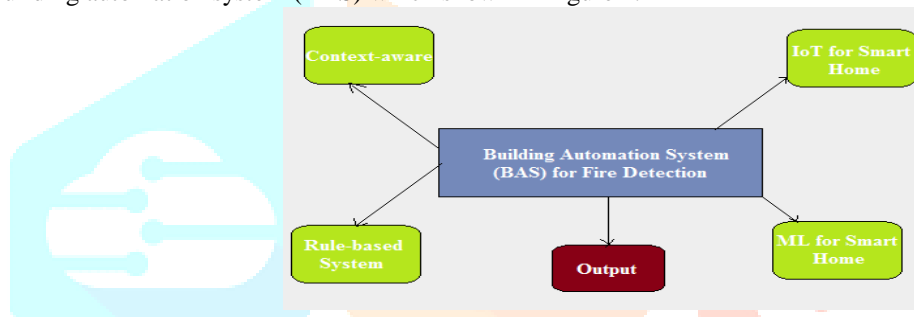 Context-aware
IoT for Smart
Home
Building Automation System
(BAS) for Fire Detection
Rule-based
System
Output
ML for Smart
Home